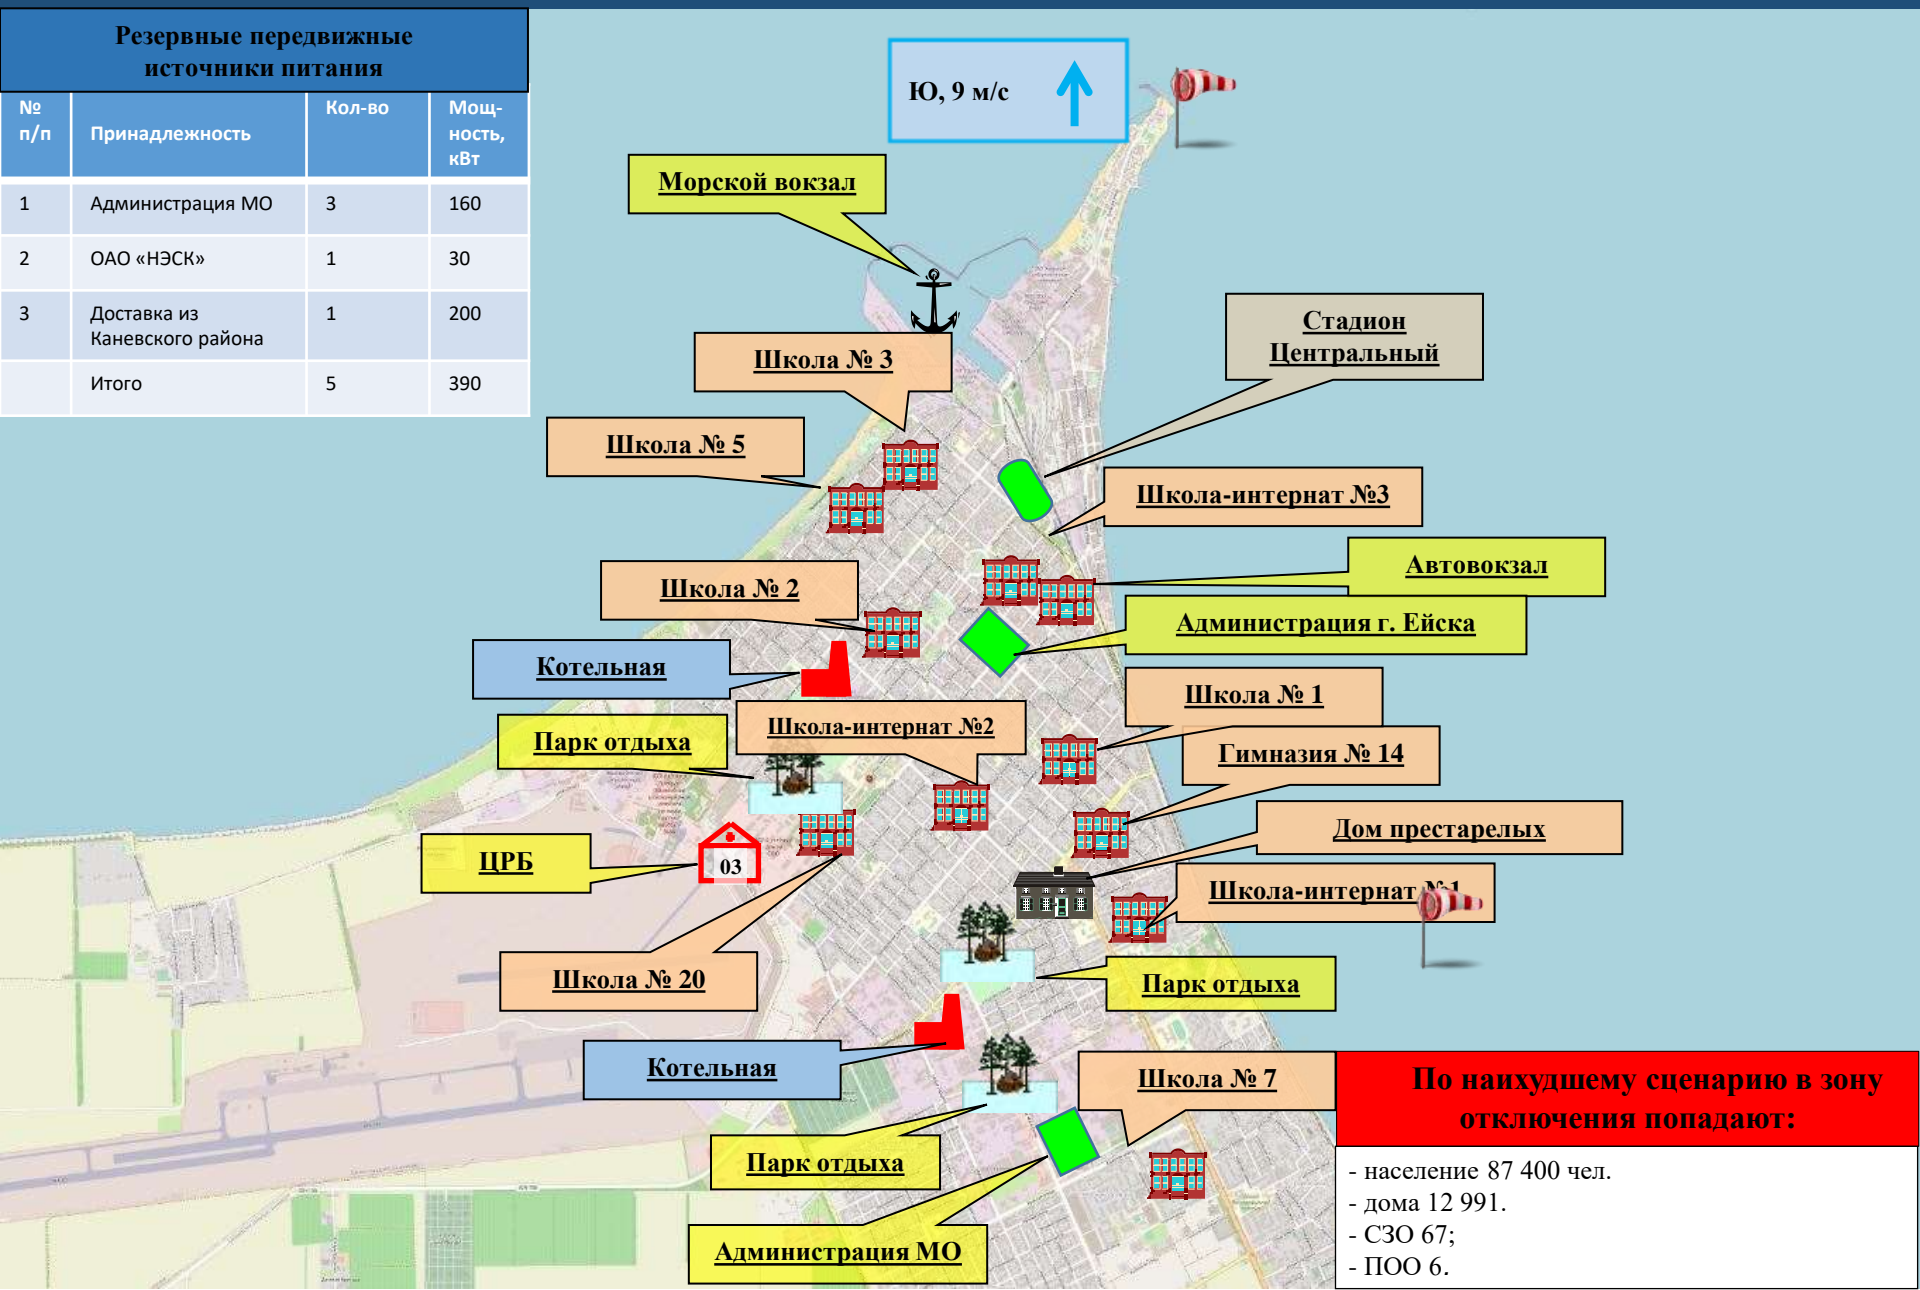 Резервные передвижные
источники питания
№
п/п
Принадлежность
Кол-во
Мощ-
ность,
кВт
1 Администрация МО 3 160
2 ОАО «НЭСК» 1 30
3 Доставка из
Каневского района 1 200
Итого 5 390
Ю, 9 м/с
Морской вокзал
Стадион
Центральный
Школа № 3
Школа № 5
Школа-интернат №3
Автовокзал
Школа № 2
Администрация г. Ейска
Котельная
Школа № 1
Школа-интернат №2
Парк отдыха
Гимназия № 14
Дом престарелых
ЦРБ
03
Школа-интернат №1
Школа № 20
Парк отдыха
Котельная
Школа № 7
Парк отдыха
Администрация МО
По наихудшему сценарию в зону
отключения попадают:
- население 87 400 чел.
- дома 12 991.
- СЗО 67;
- ПОО 6.